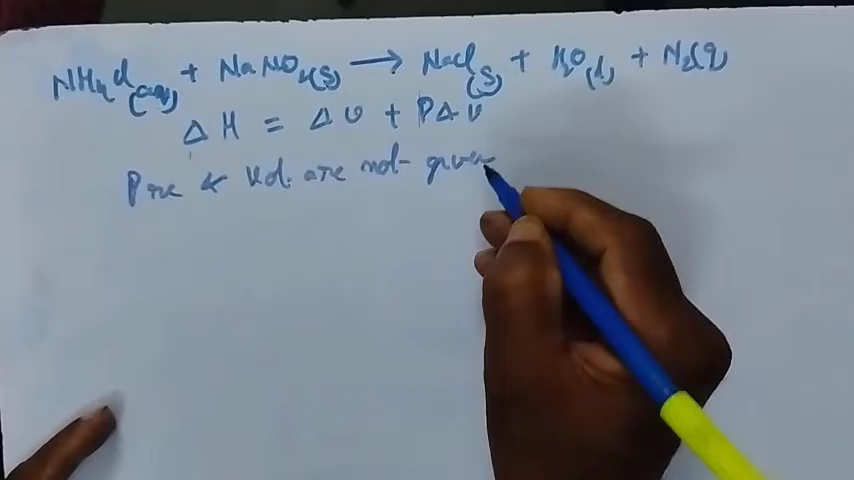 NH4Cl(aq) + NaNO2(s) ⟶ NaCl(s) + H2O(l) + N2(g)
ΔH = ΔU + PΔV
Pre & Vol. are not given